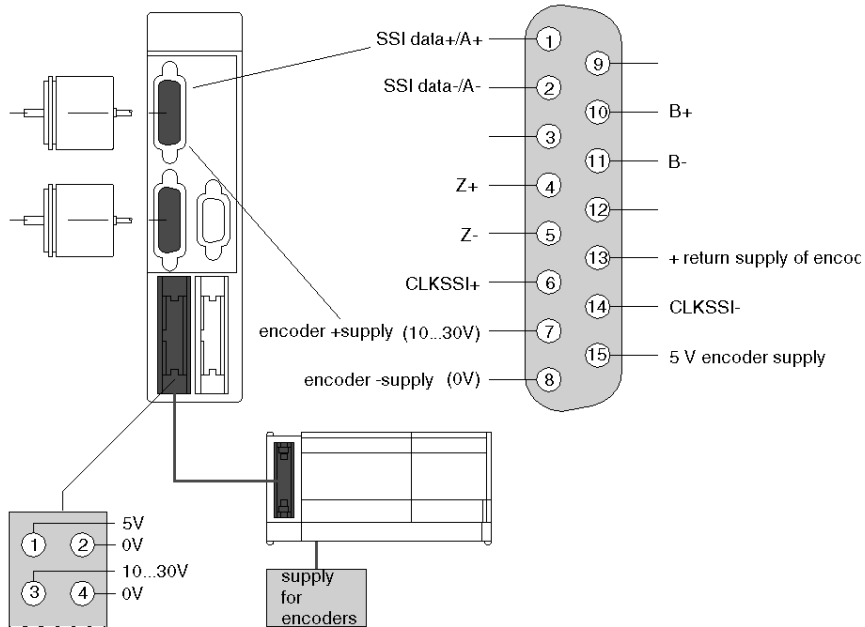 SSI data+/A+
1
9
SSI data-/A-
2
10
B+
3
11
B-
Z+
4
12
Z-
5
13
+ return supply of encod
CLKSSI+
6
14
CLKSSI-
encoder +supply (10...30V)
7
15
5 V encoder supply
encoder -supply (0V)
8
5V
1
2
0V
10...30V
3
4
0V
supply
for
encoders